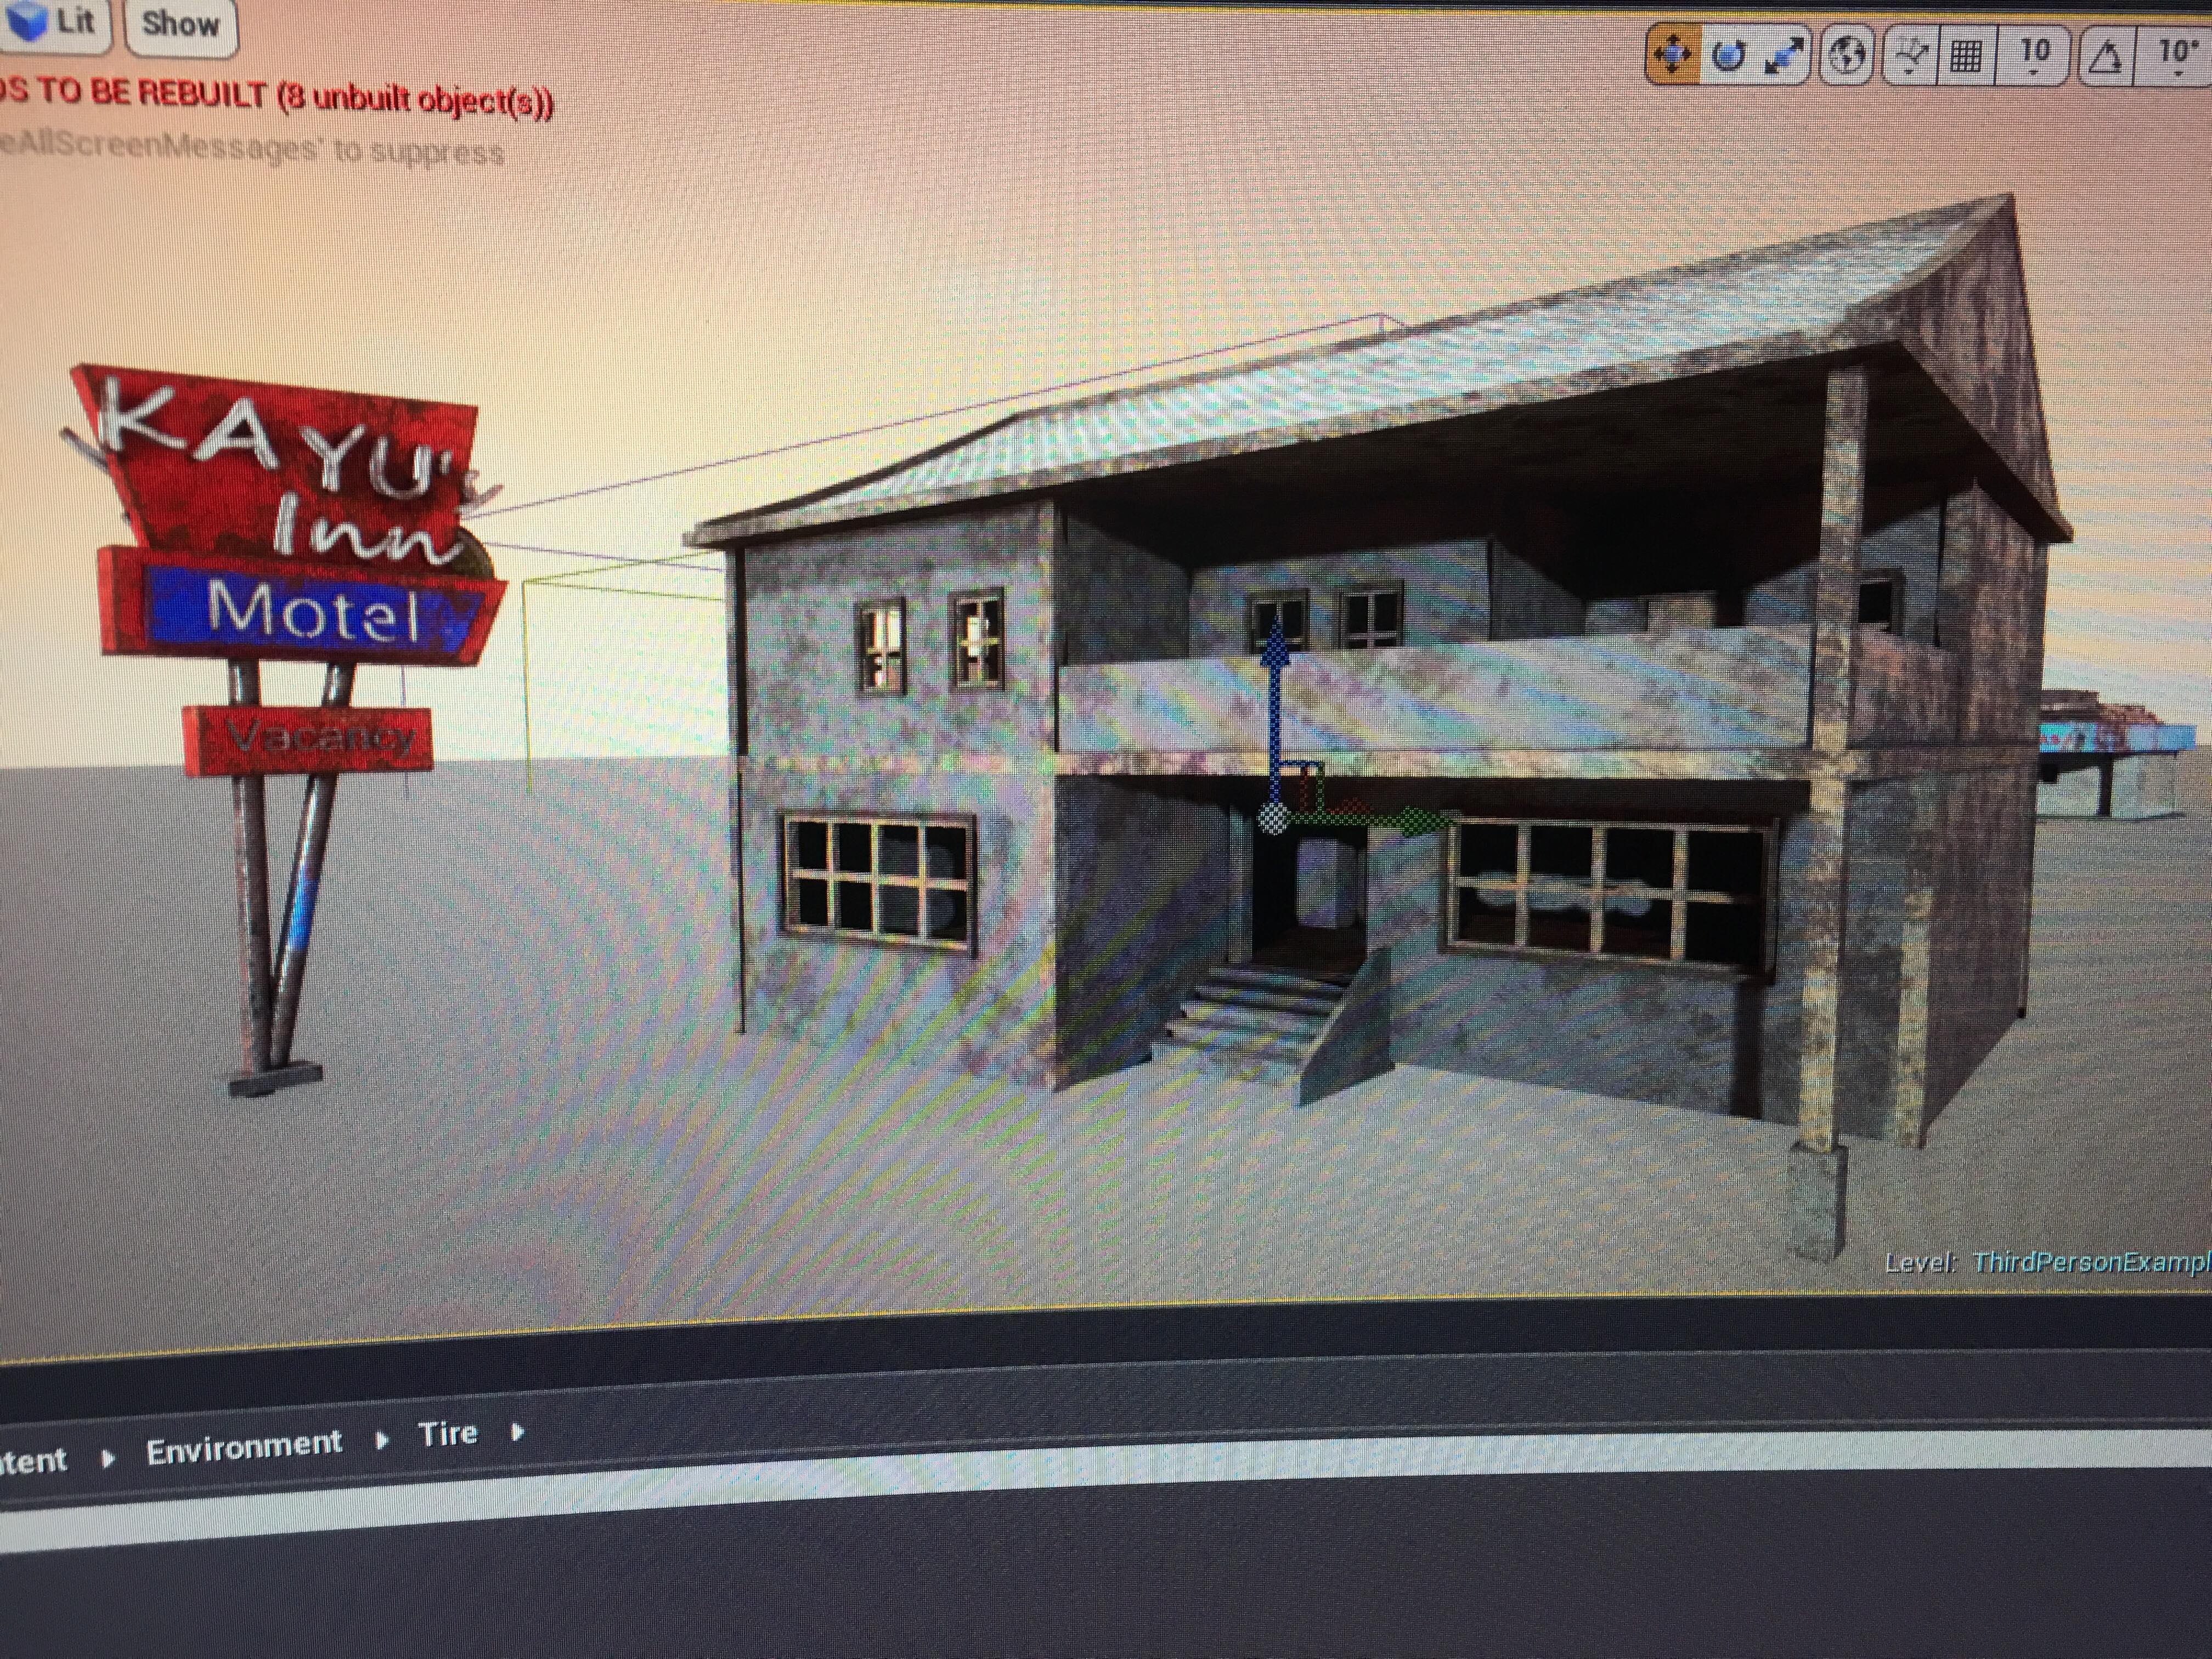 Lit Show
10 10°
DS TO BE REBUILT (8 unbuilt object(s))
eAllScreenMessages' to suppress
KAYU's
Inn
Motel
Vacancy
Level: ThirdPersonExampl
tent Environment Tire